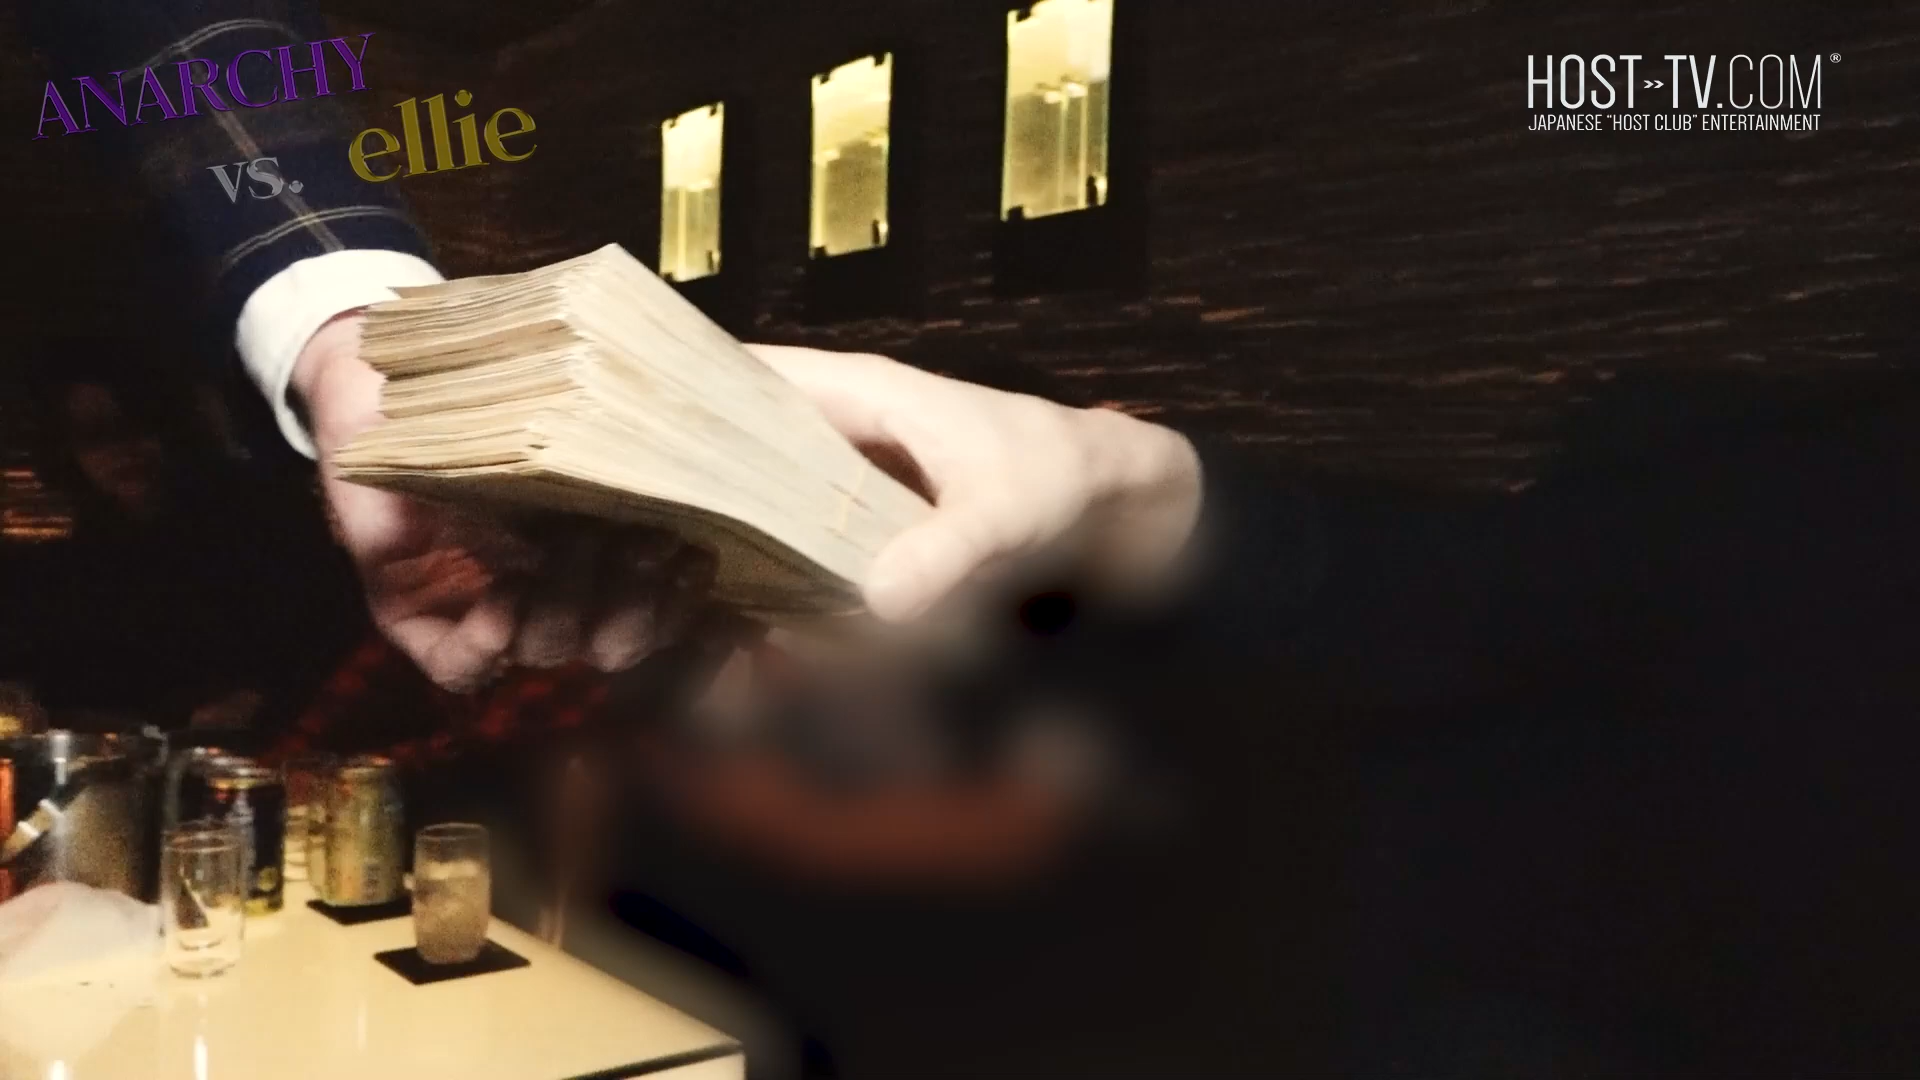 ANARCHY
vs. ellie
HOST»TV.COM®
JAPANESE "HOST CLUB" ENTERTAINMENT